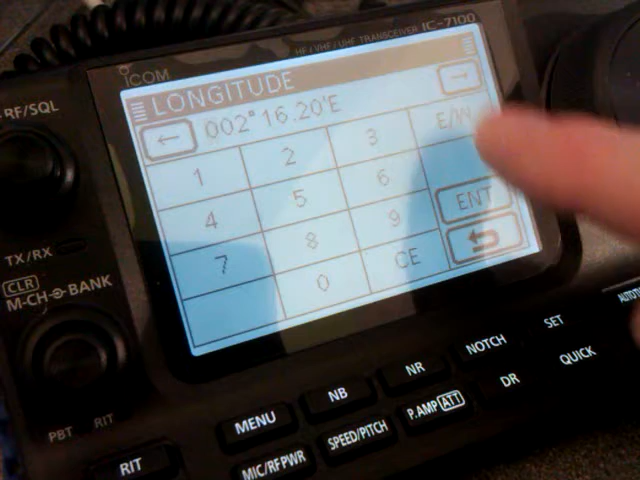 HF/VHF/UHF TRANSCEIVER IC-7100
ICOM
LONGITUDE
← 002°16.20'E →
1 2 3 E/W
4 5 6
7 8 9 ENT
0 CE
RF/SQL
TX/RX
CLR
M-CH BANK
PBT RIT
MENU NB NR NOTCH SET
RIT MIC/RF PWR SPEED/PITCH P.AMP ATT DR QUICK